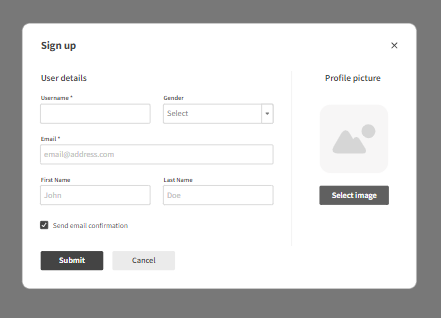 Sign up
User details
Username *
Gender
Select
Email *
email@address.com
First Name
Last Name
John
Doe
Send email confirmation
Submit
Cancel
Profile picture
Select image